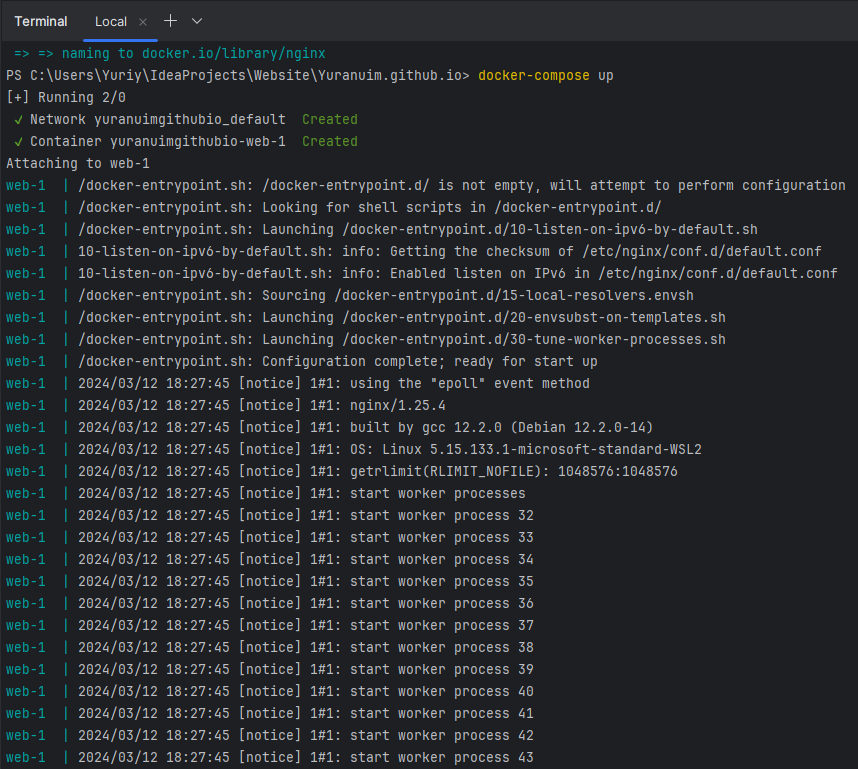 Terminal Local
=> => naming to docker.io/library/nginx
PS C:\Users\Yuriy\IdeaProjects\Website\Yuranuim.github.io> docker-compose up
[+] Running 2/0
✓ Network yuranuimgithubio_default Created
✓ Container yuranuimgithubio-web-1 Created
Attaching to web-1
web-1 | /docker-entrypoint.sh: /docker-entrypoint.d/ is not empty, will attempt to perform configuration
web-1 | /docker-entrypoint.sh: Looking for shell scripts in /docker-entrypoint.d/
web-1 | /docker-entrypoint.sh: Launching /docker-entrypoint.d/10-listen-on-ipv6-by-default.sh
web-1 | 10-listen-on-ipv6-by-default.sh: info: Getting the checksum of /etc/nginx/conf.d/default.conf
web-1 | 10-listen-on-ipv6-by-default.sh: info: Enabled listen on IPv6 in /etc/nginx/conf.d/default.conf
web-1 | /docker-entrypoint.sh: Sourcing /docker-entrypoint.d/15-local-resolvers.envsh
web-1 | /docker-entrypoint.sh: Launching /docker-entrypoint.d/20-envsubst-on-templates.sh
web-1 | /docker-entrypoint.sh: Launching /docker-entrypoint.d/30-tune-worker-processes.sh
web-1 | /docker-entrypoint.sh: Configuration complete; ready for start up
web-1 | 2024/03/12 18:27:45 [notice] 1#1: using the "epoll" event method
web-1 | 2024/03/12 18:27:45 [notice] 1#1: nginx/1.25.4
web-1 | 2024/03/12 18:27:45 [notice] 1#1: built by gcc 12.2.0 (Debian 12.2.0-14)
web-1 | 2024/03/12 18:27:45 [notice] 1#1: OS: Linux 5.15.133.1-microsoft-standard-WSL2
web-1 | 2024/03/12 18:27:45 [notice] 1#1: getrlimit(RLIMIT_NOFILE): 1048576:1048576
web-1 | 2024/03/12 18:27:45 [notice] 1#1: start worker processes
web-1 | 2024/03/12 18:27:45 [notice] 1#1: start worker process 32
web-1 | 2024/03/12 18:27:45 [notice] 1#1: start worker process 33
web-1 | 2024/03/12 18:27:45 [notice] 1#1: start worker process 34
web-1 | 2024/03/12 18:27:45 [notice] 1#1: start worker process 35
web-1 | 2024/03/12 18:27:45 [notice] 1#1: start worker process 36
web-1 | 2024/03/12 18:27:45 [notice] 1#1: start worker process 37
web-1 | 2024/03/12 18:27:45 [notice] 1#1: start worker process 38
web-1 | 2024/03/12 18:27:45 [notice] 1#1: start worker process 39
web-1 | 2024/03/12 18:27:45 [notice] 1#1: start worker process 40
web-1 | 2024/03/12 18:27:45 [notice] 1#1: start worker process 41
web-1 | 2024/03/12 18:27:45 [notice] 1#1: start worker process 42
web-1 | 2024/03/12 18:27:45 [notice] 1#1: start worker process 43